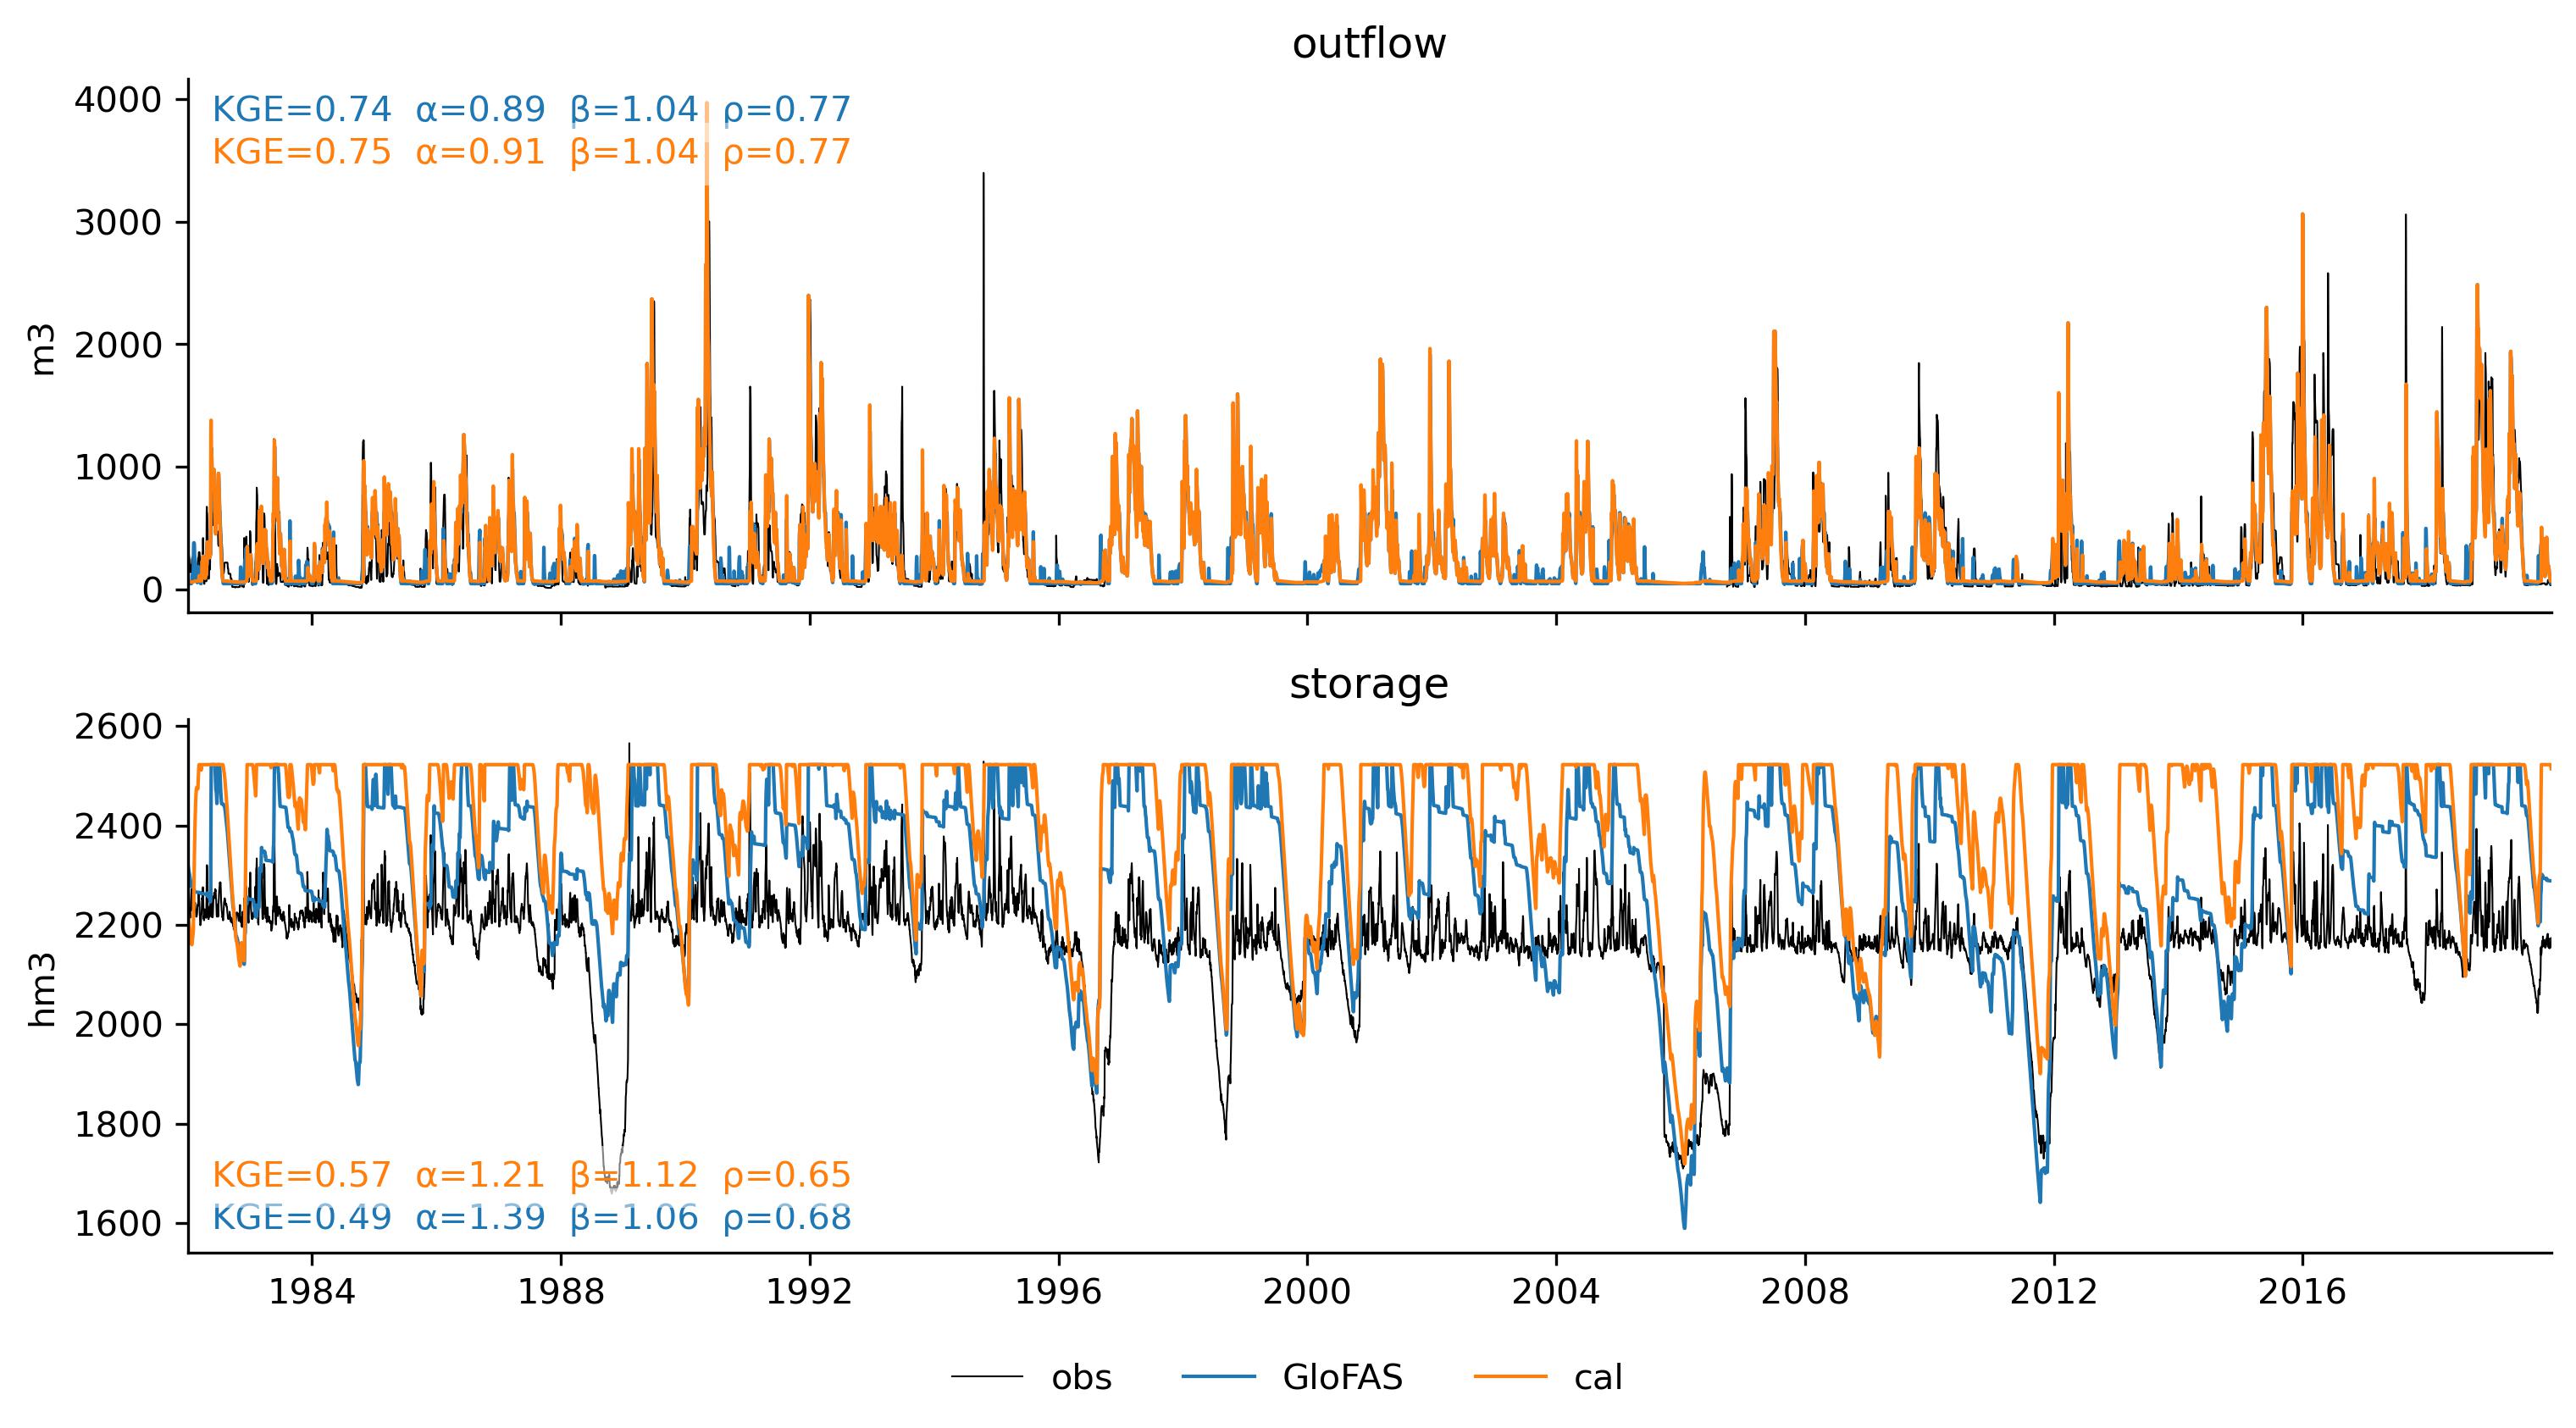 outflow
4000
3000
2000
1000
0
m3
KGE=0.74 α=0.89 β=1.04 ρ=0.77
KGE=0.75 α=0.91 β=1.04 ρ=0.77
storage
2600
2400
2200
2000
1800
1600
hm3
KGE=0.57 α=1.21 β=1.12 ρ=0.65
KGE=0.49 α=1.39 β=1.06 ρ=0.68
1984 1988 1992 1996 2000 2004 2008 2012 2016
obs GloFAS cal